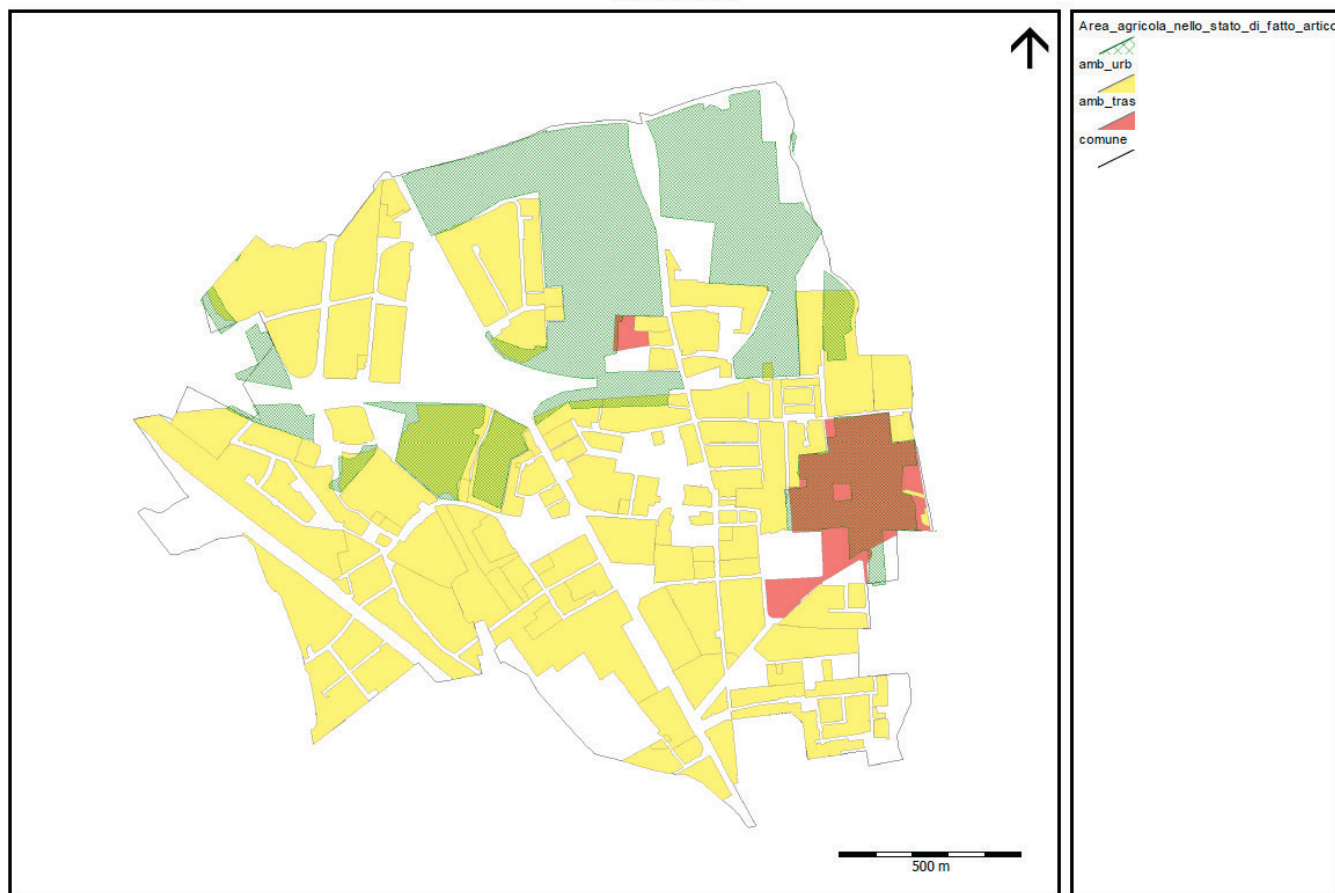 Area_agricola_nello_stato_di_fatto_artico
amb_urb
amb_tras
comune
500 m